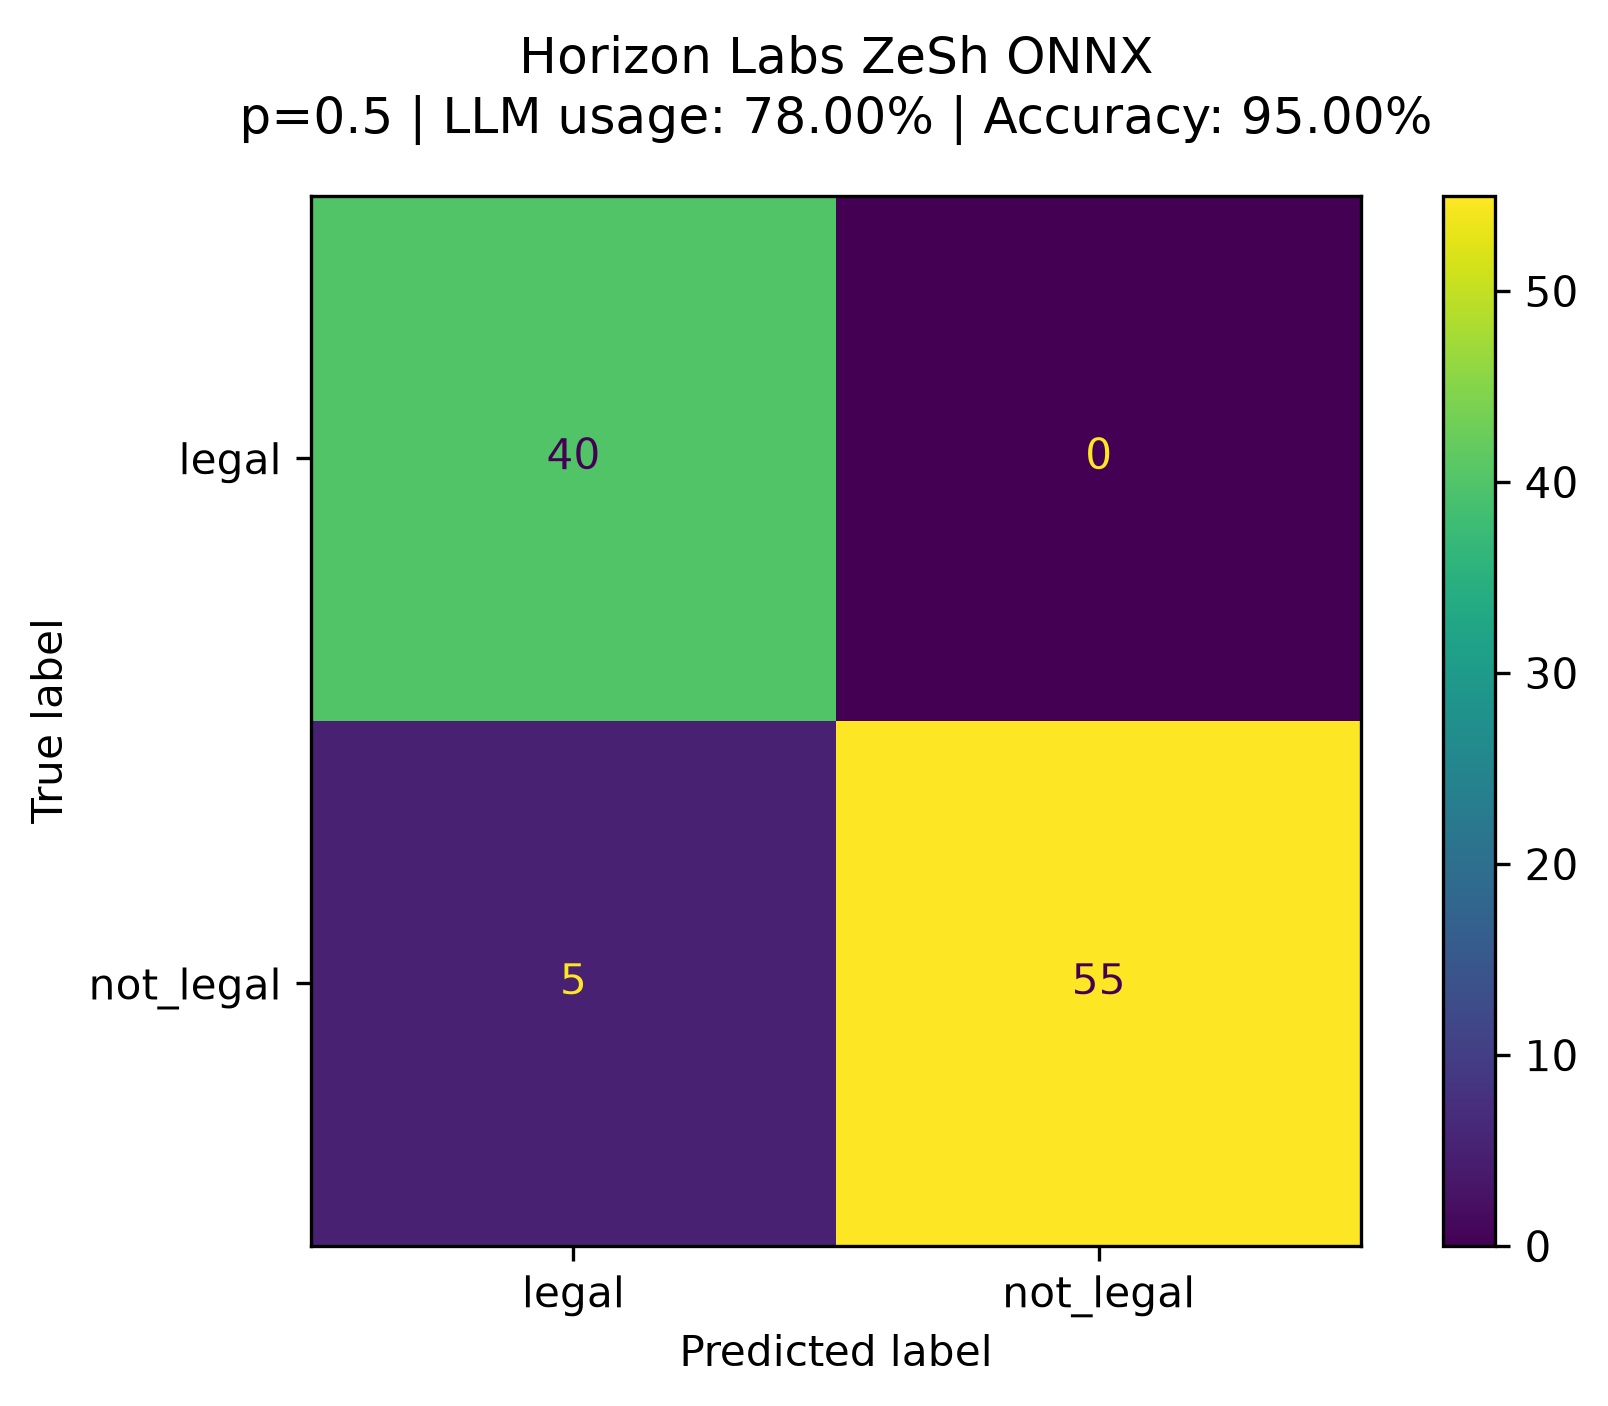 Horizon Labs ZeSh ONNX
p=0.5 | LLM usage: 78.00% | Accuracy: 95.00%
True label
legal
not_legal
40
0
5
55
legal
not_legal
Predicted label
50
40
30
20
10
0